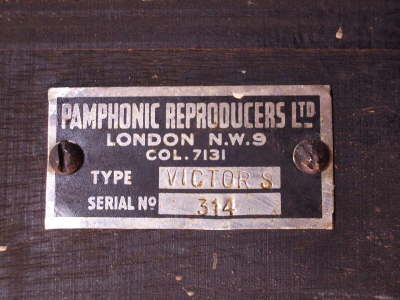 PAMPHONIC REPRODUCERS LTD
LONDON N.W.9
COL. 7131
TYPE VICTOR S
SERIAL Nº 314